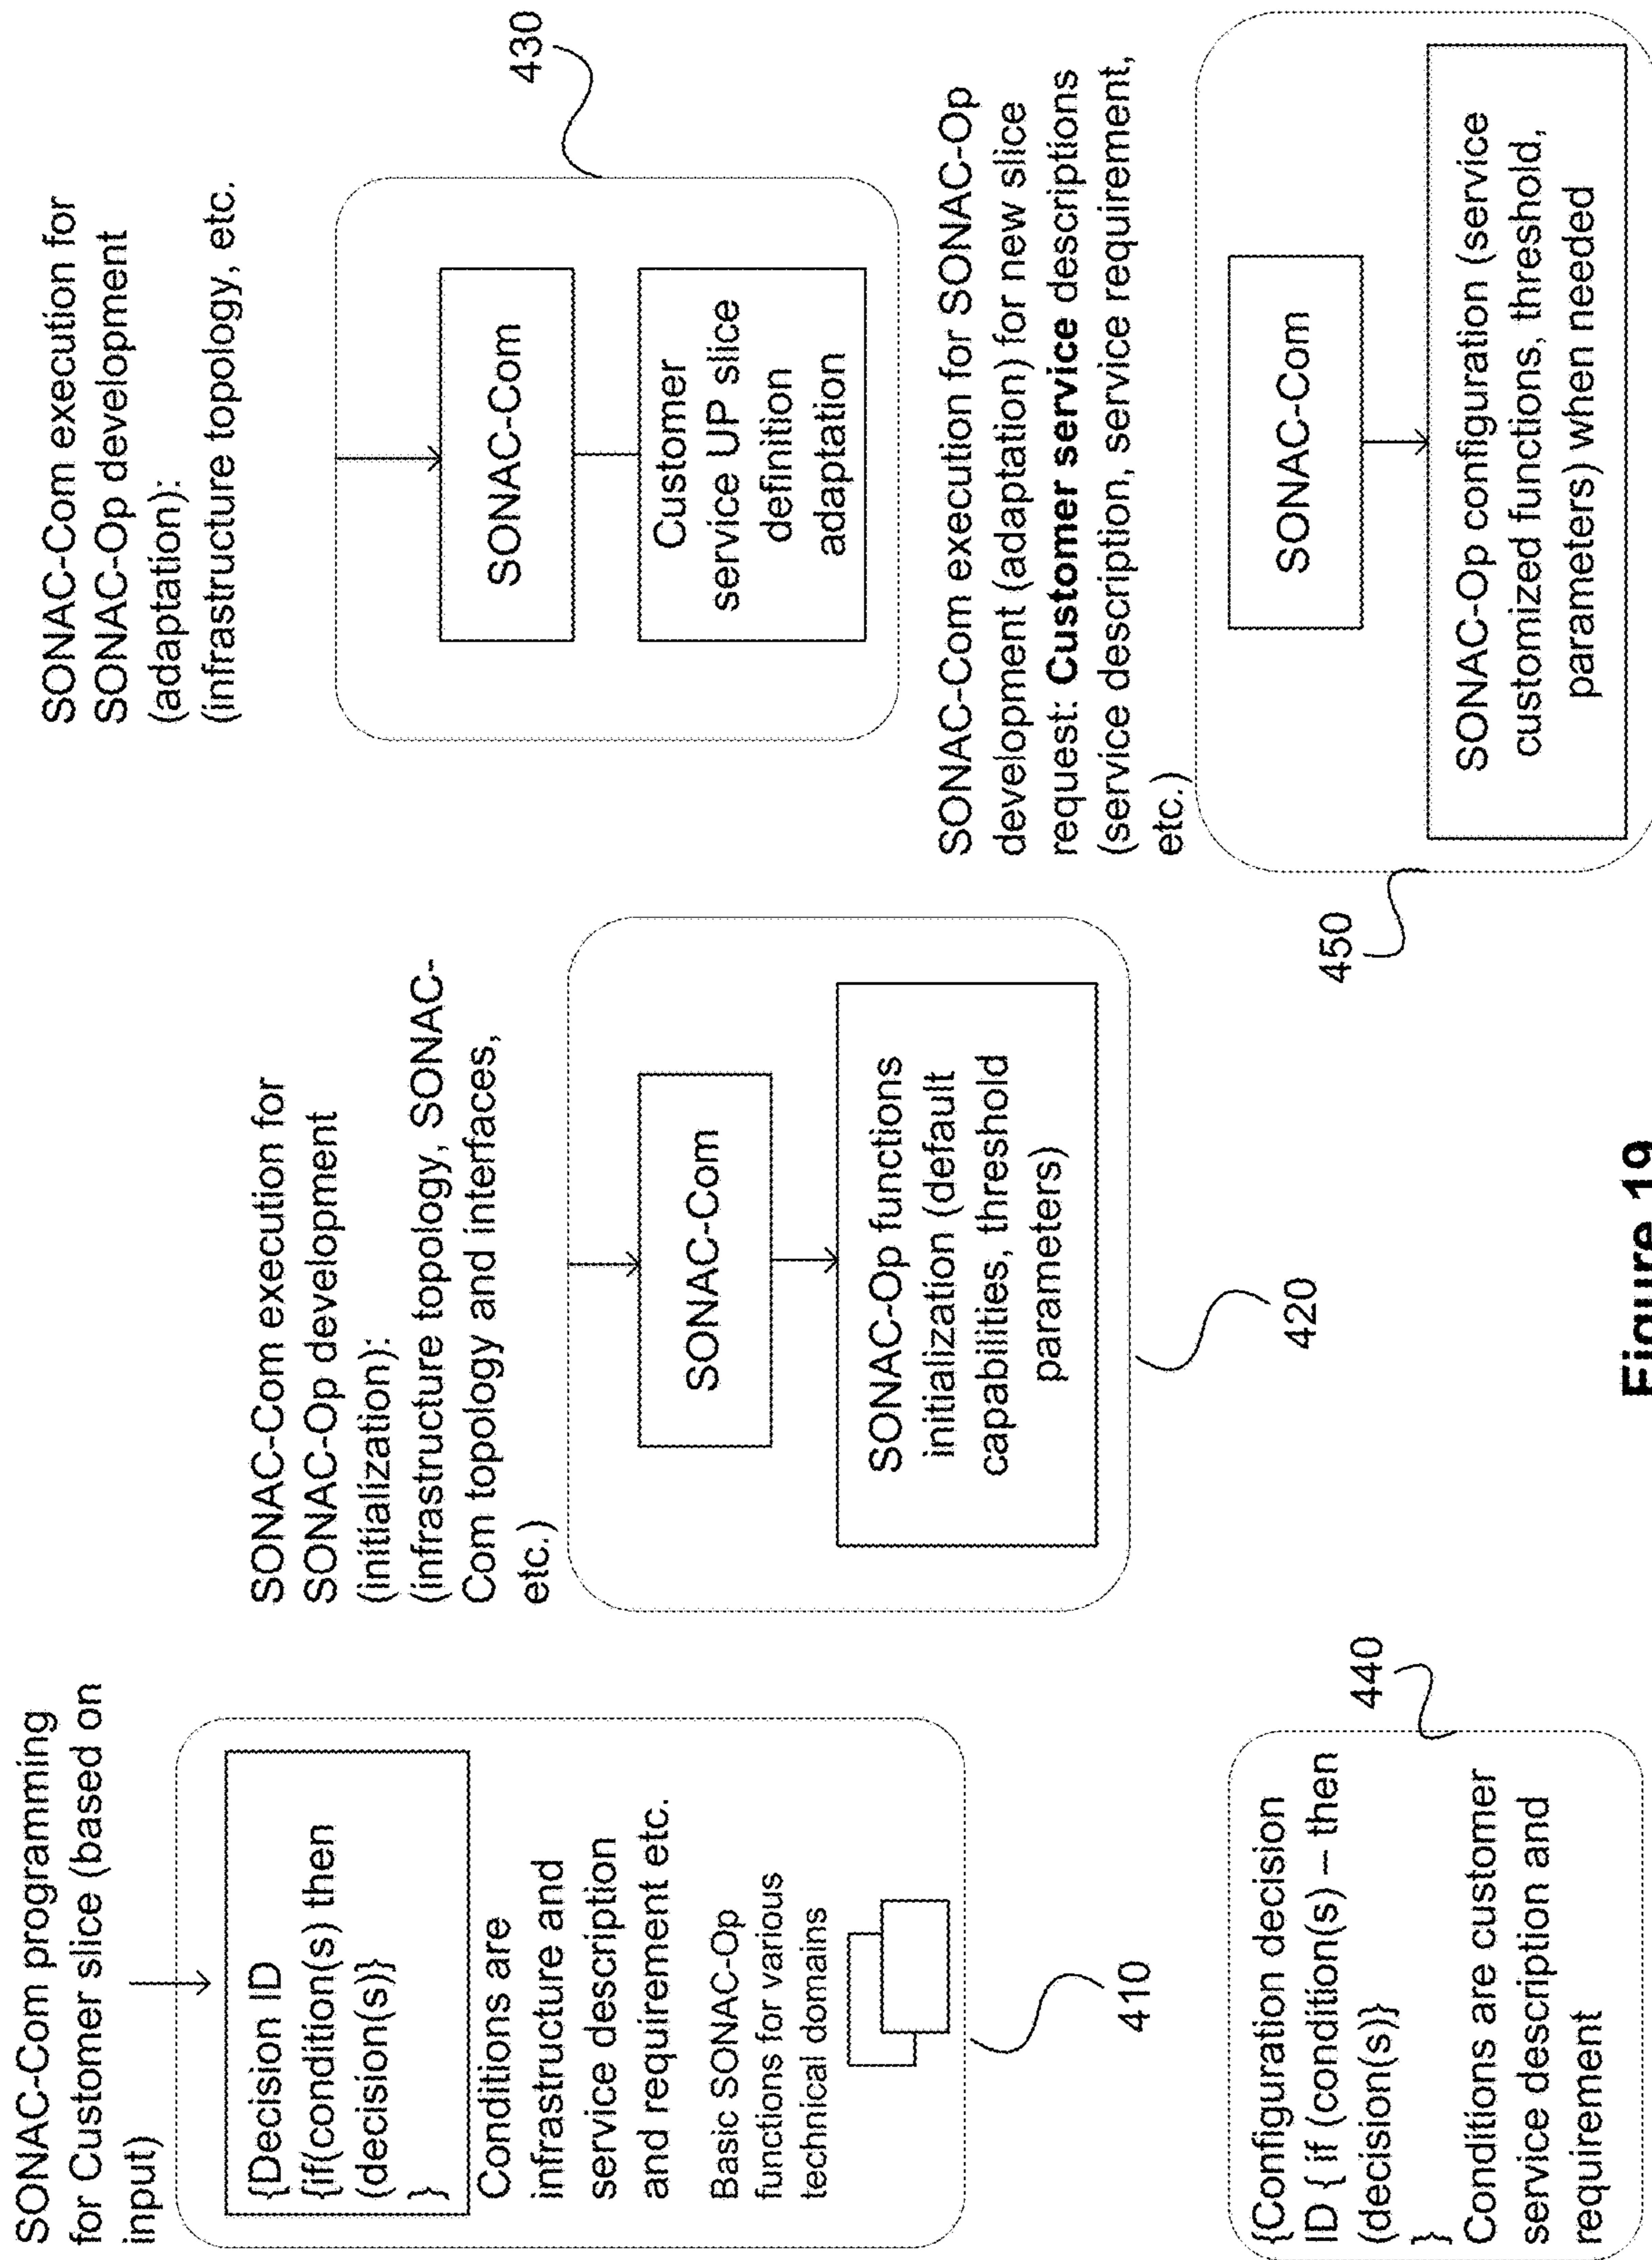 SONAC-Com programming
for Customer slice (based on
input)
{Decision ID
{if(condition(s) then
(decision(s)}
}
Conditions are
infrastructure and
service description
and requirement etc.
Basic SONAC-Op
functions for various
technical domains
410
{Configuration decision
ID { if (condition(s) – then
(decision(s)}
}
Conditions are customer
service description and
requirement
440
SONAC-Com execution for
SONAC-Op development
(initialization):
(infrastructure topology, SONAC-
Com topology and interfaces,
etc.)
SONAC-Com
SONAC-Op functions
initialization (default
capabilities, threshold
parameters)
420
SONAC-Com execution for
SONAC-Op development
(adaptation):
(infrastructure topology, etc.
SONAC-Com
Customer
service UP slice
definition
adaptation
430
SONAC-Com execution for SONAC-Op
development (adaptation) for new slice
request: Customer service descriptions
(service description, service requirement,
etc.)
SONAC-Com
SONAC-Op configuration (service
customized functions, threshold,
parameters) when needed
450
Figure 19